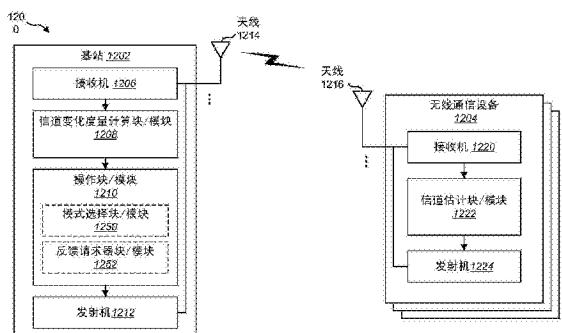 120
0
天线
1214
基站 1202
接收机 1206
信道变化度量计算块/模块
1208
操作块/模块
1210
模式选择块/模块
1250
反馈请求器块/模块
1252
发射机 1212
天线
1216
无线通信设备
1204
接收机 1220
信道估计块/模块
1222
发射机 1224